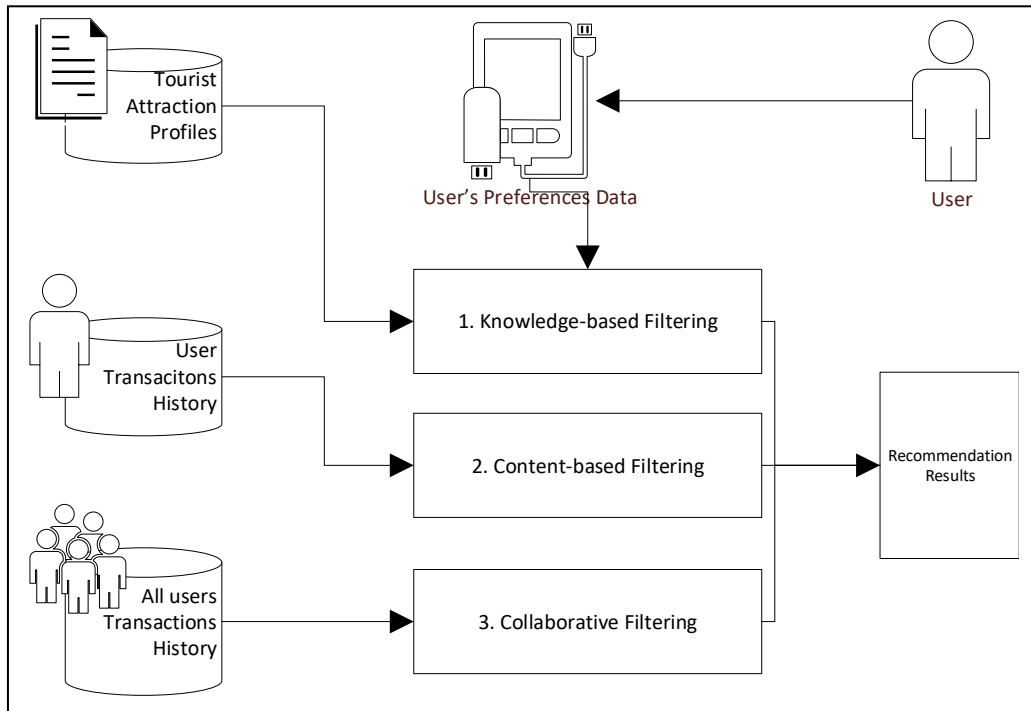 Tourist
Attraction
Profiles
User's Preferences Data
User
1. Knowledge-based Filtering
User
Transacitons
History
2. Content-based Filtering
Recommendation
Results
All users
Transactions
History
3. Collaborative Filtering